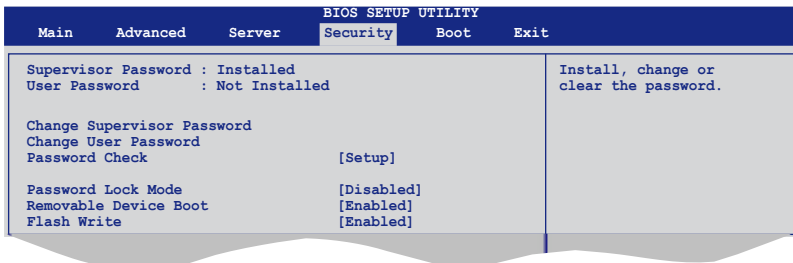 BIOS SETUP UTILITY
Main Advanced Server Security Boot Exit
Supervisor Password : Installed
User Password : Not Installed
Install, change or
clear the password.
Change Supervisor Password
Change User Password
Password Check [Setup]
Password Lock Mode [Disabled]
Removable Device Boot [Enabled]
Flash Write [Enabled]